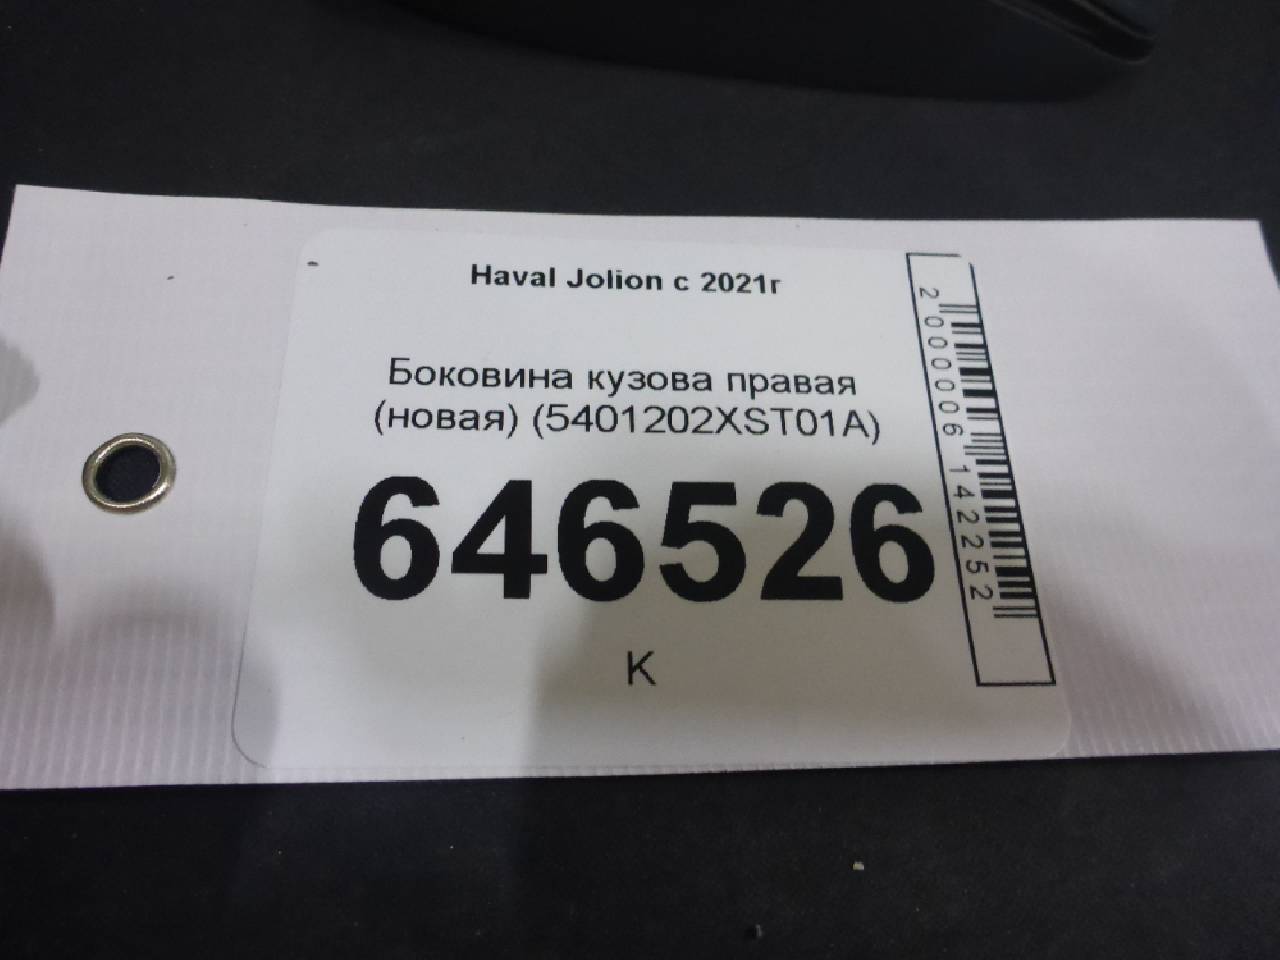 Haval Jolion с 2021г
Боковина кузова правая
(новая) (5401202XST01A)
646526
К
2000006142252